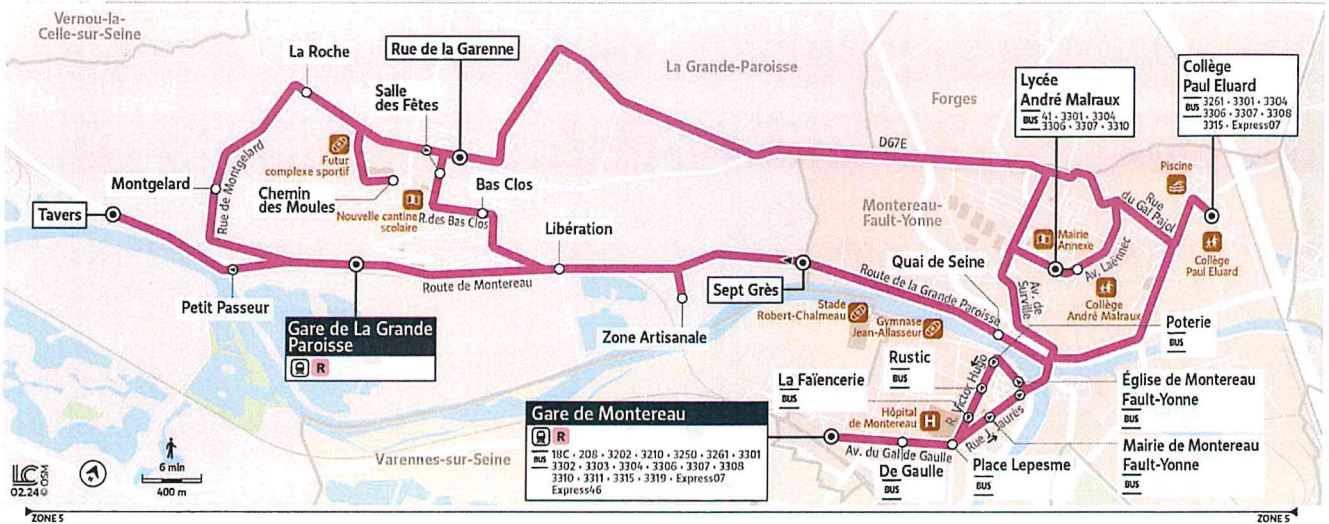 Vernou-la-
Celle-sur-Seine
La Roche
Rue de la Garenne
La Grande-Paroisse
Salle
des Fêtes
Forges
Lycée
André Malraux
BUS 41 · 3301 · 3304
3306 · 3307 · 3310
Collège
Paul Eluard
BUS 3261 · 3301 · 3304
3306 · 3307 · 3308
3315 · Express07
D67E
Futur
complexe sportif
Piscine
Montgelard
Rue de Montgelard
Chemin
des Moules
Bas Clos
Nouvelle cantine
scolaire
R.des Bas Clos
Rue
du Gal Pajol
Tavers
Montereau-
Fault-Yonne
Mairie
Annexe
Libération
Av. Laënnec
Collège
Paul Eluard
Quai de Seine
Route de Montereau
Sept Grès
Route de la Grande Paroisse
Av. de
Surville
Collège
André Malraux
Petit Passeur
Stade
Robert-Chalmeau
Gymnase
Jean-Allasseur
Gare de La Grande
Paroisse
R
Zone Artisanale
Poterie
BUS
Rustic
BUS
R. Victor Hugo
La Faïencerie
BUS
Église de Montereau
Fault-Yonne
BUS
Gare de Montereau
R
BUS 18C · 208 · 3202 · 3210 · 3250 · 3261 · 3301
3302 · 3303 · 3304 · 3306 · 3307 · 3308
3310 · 3311 · 3315 · 3319 · Express07
Express46
Hôpital
de Montereau
H
Rue J. Jaurès
Av. du Gal de Gaulle
Mairie de Montereau
Fault-Yonne
BUS
De Gaulle
BUS
Place Lepesme
BUS
Varennes-sur-Seine
6 min
400 m
LC
02.24 © OSM
ZONE 5
ZONE 5